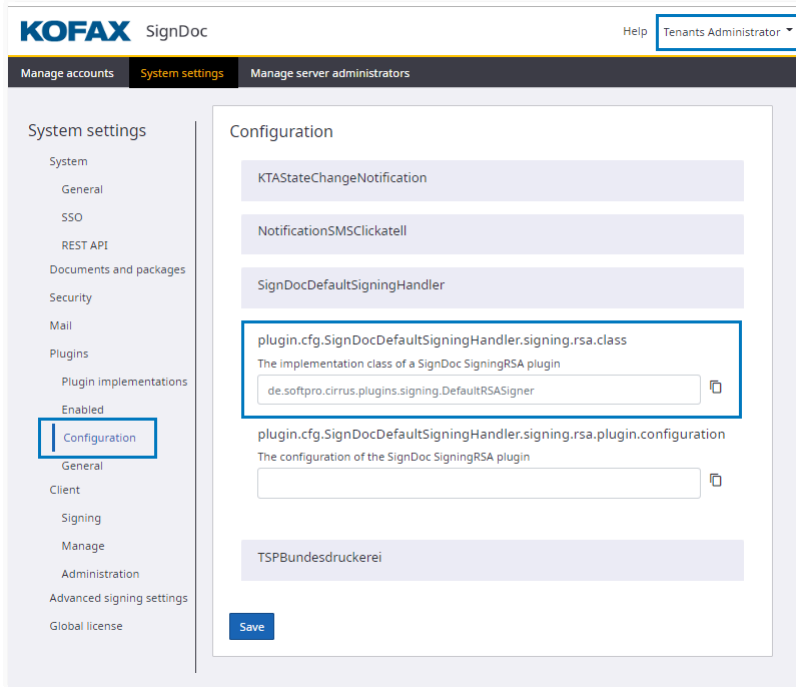 KOFAX SignDoc
Help Tenants Administrator
Manage accounts System settings Manage server administrators
System settings
System
General
SSO
REST API
Documents and packages
Security
Mail
Plugins
Plugin implementations
Enabled
Configuration
General
Client
Signing
Manage
Administration
Advanced signing settings
Global license
Configuration
KTAStateChangeNotification
NotificationSMSClickatell
SignDocDefaultSigningHandler
plugin.cfg.SignDocDefaultSigningHandler.signing.rsa.class
The implementation class of a SignDoc SigningRSA plugin
de.softpro.cirrus.plugins.signing.DefaultRSASigner
plugin.cfg.SignDocDefaultSigningHandler.signing.rsa.plugin.configuration
The configuration of the SignDoc SigningRSA plugin
TSPBundesdruckerei
Save